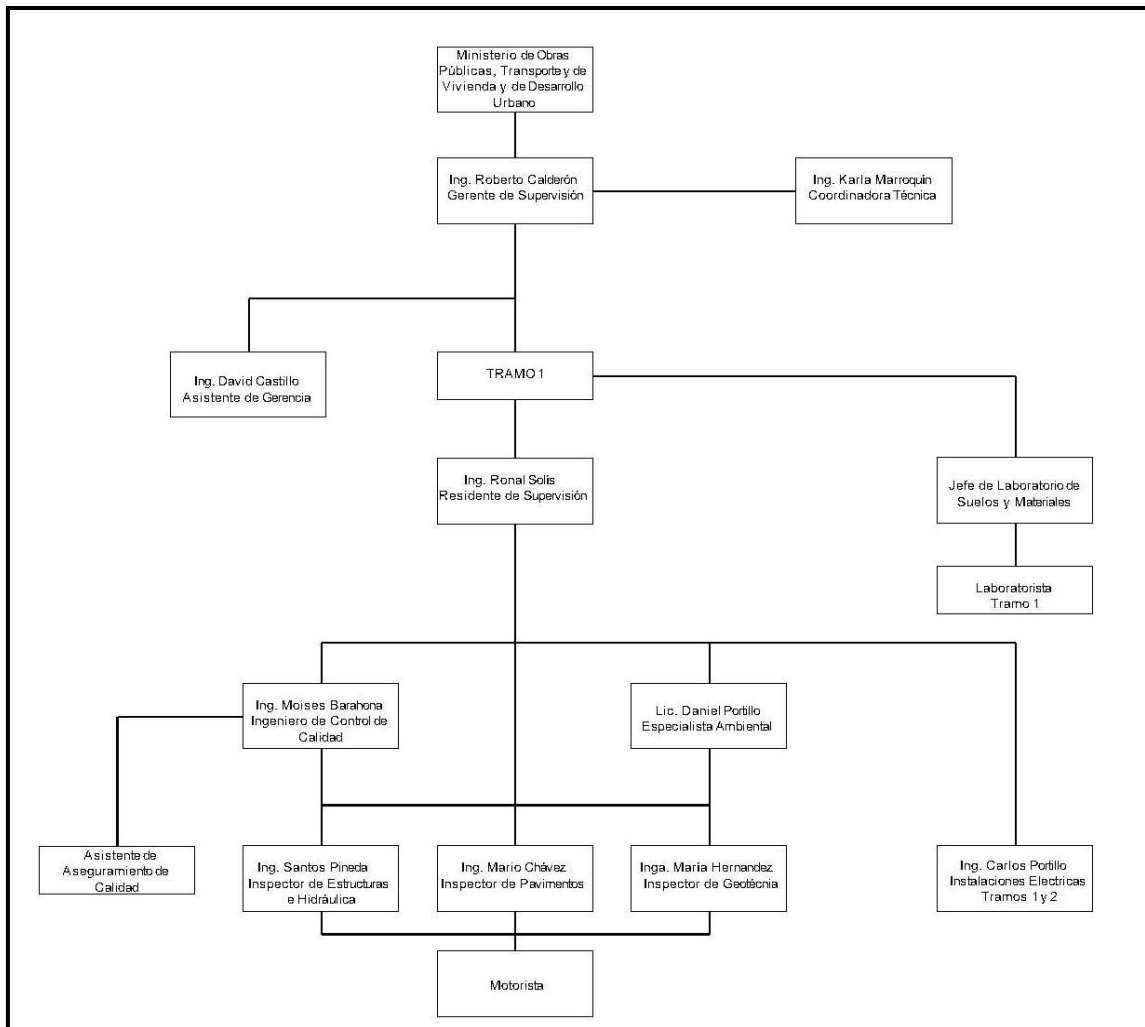 Ministerio de Obras
Públicas, Transporte y de
Vivienda y de Desarrollo
Urbano
Ing. Roberto Calderón
Gerente de Supervisión
Ing. Karla Marroquin
Coordinadora Técnica
Ing. David Castillo
Asistente de Gerencia
TRAMO 1
Ing. Ronal Solis
Residente de Supervisión
Jefe de Laboratorio de
Suelos y Materiales
Laboratorista
Tramo 1
Ing. Moises Barahona
Ingeniero de Control de
Calidad
Lic. Daniel Portillo
Especialista Ambiental
Asistente de
Aseguramiento de
Calidad
Ing. Santos Pineda
Inspector de Estructuras
e Hidráulica
Ing. Mario Chávez
Inspector de Pavimentos
Inga. María Hernandez
Inspector de Geotécnia
Ing. Carlos Portillo
Instalaciones Electricas
Tramos 1 y 2
Motorista